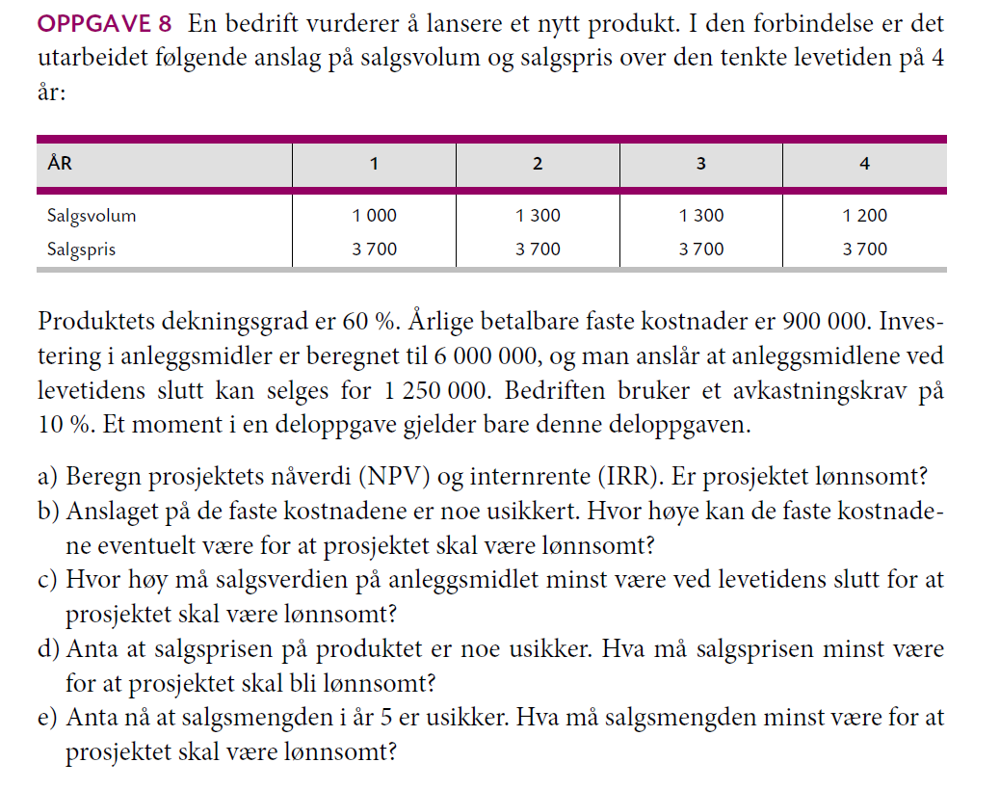 OPPGAVE 8 En bedrift vurderer å lansere et nytt produkt. I den forbindelse er det
utarbeidet følgende anslag på salgsvolum og salgspris over den tenkte levetiden på 4
år:
ÅR 1 2 3 4
Salgsvolum 1 000 1 300 1 300 1 200
Salgspris 3 700 3 700 3 700 3 700
Produktets dekningsgrad er 60 %. Årlige betalbare faste kostnader er 900 000. Inves-
tering i anleggsmidler er beregnet til 6 000 000, og man anslår at anleggsmidlene ved
levetidens slutt kan selges for 1 250 000. Bedriften bruker et avkastningskrav på
10 %. Et moment i en deloppgave gjelder bare denne deloppgaven.
a) Beregn prosjektets nåverdi (NPV) og internrente (IRR). Er prosjektet lønnsomt?
b) Anslaget på de faste kostnadene er noe usikkert. Hvor høye kan de faste kostnade-
ne eventuelt være for at prosjektet skal være lønnsomt?
c) Hvor høy må salgsverdien på anleggsmidlet minst være ved levetidens slutt for at
prosjektet skal være lønnsomt?
d) Anta at salgsprisen på produktet er noe usikker. Hva må salgsprisen minst være
for at prosjektet skal bli lønnsomt?
e) Anta nå at salgsmengden i år 5 er usikker. Hva må salgsmengden minst være for at
prosjektet skal være lønnsomt?